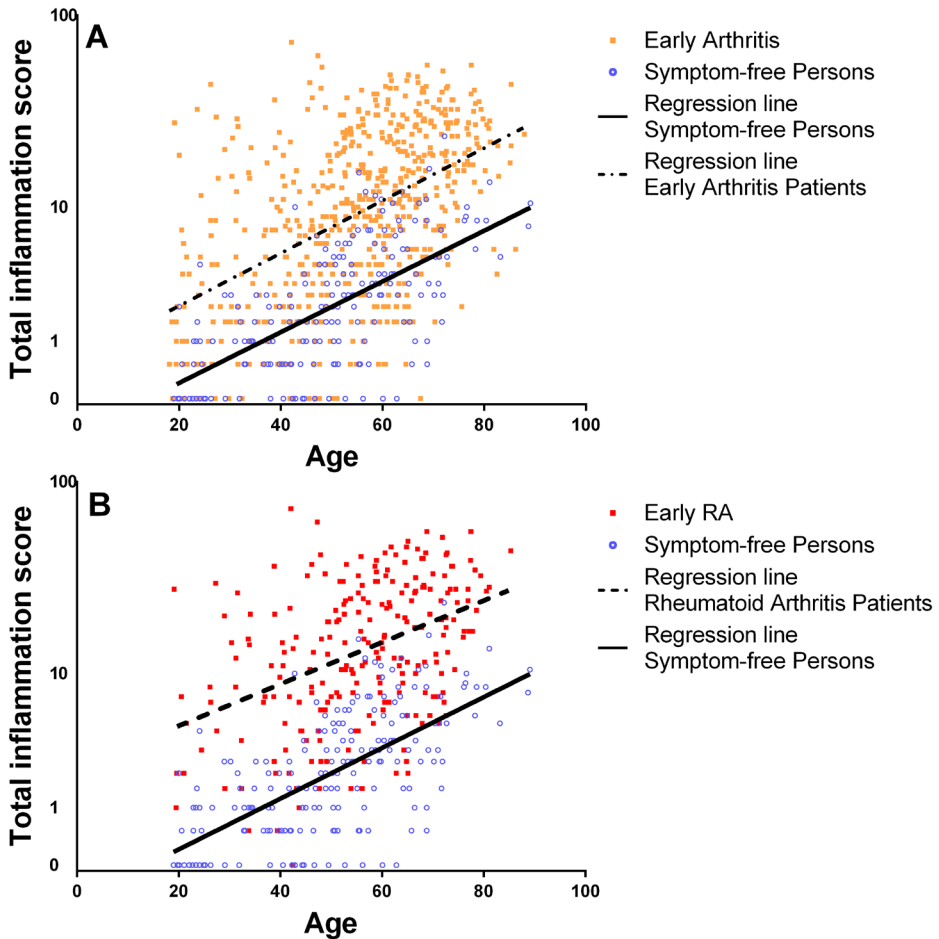 A
Total inflammation score
100
10
1
0
0
20
40
60
80
100
Age
Early Arthritis
Symptom-free Persons
Regression line
Symptom-free Persons
Regression line
Early Arthritis Patients
B
Total inflammation score
100
10
1
0
0
20
40
60
80
100
Age
Early RA
Symptom-free Persons
Regression line
Rheumatoid Arthritis Patients
Regression line
Symptom-free Persons